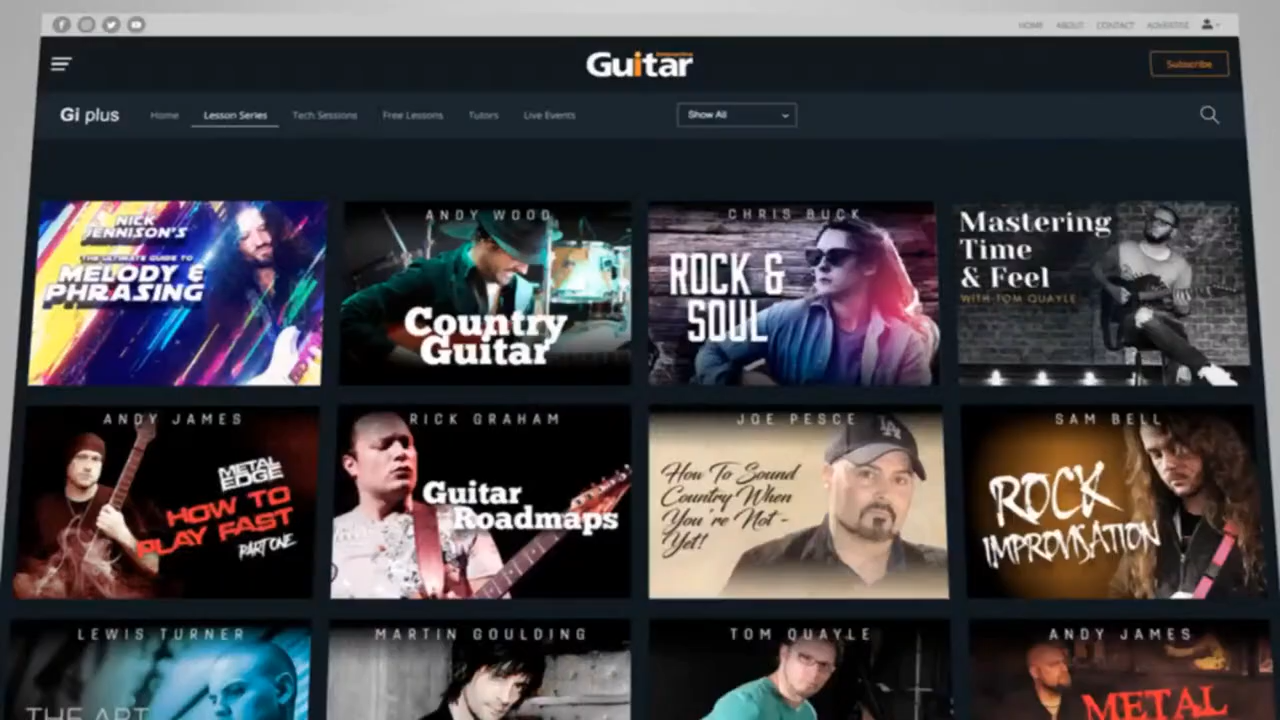 HOME ABOUT CONTACT ADVERTISE
Guitar
Subscribe
Gi plus
Home Lesson Series Tech Sessions Free Lessons Tutors Live Events
Show All
NICK
JENNISON'S
THE ULTIMATE GUIDE TO
MELODY &
PHRASING
ANDY WOOD
Country
Guitar
CHRIS BUCK
ROCK &
SOUL
Mastering
Time
& Feel
WITH TOM QUAYLE
ANDY JAMES
METAL
EDGE
HOW TO
PLAY FAST
PART ONE
RICK GRAHAM
Guitar
Roadmaps
JOE PESCE
How To Sound
Country When
You're Not -
Yet!
SAM BELL
ROCK
IMPROVISATION
LEWIS TURNER
THE ART
MARTIN GOULDING
TOM QUAYLE
ANDY JAMES
METAL